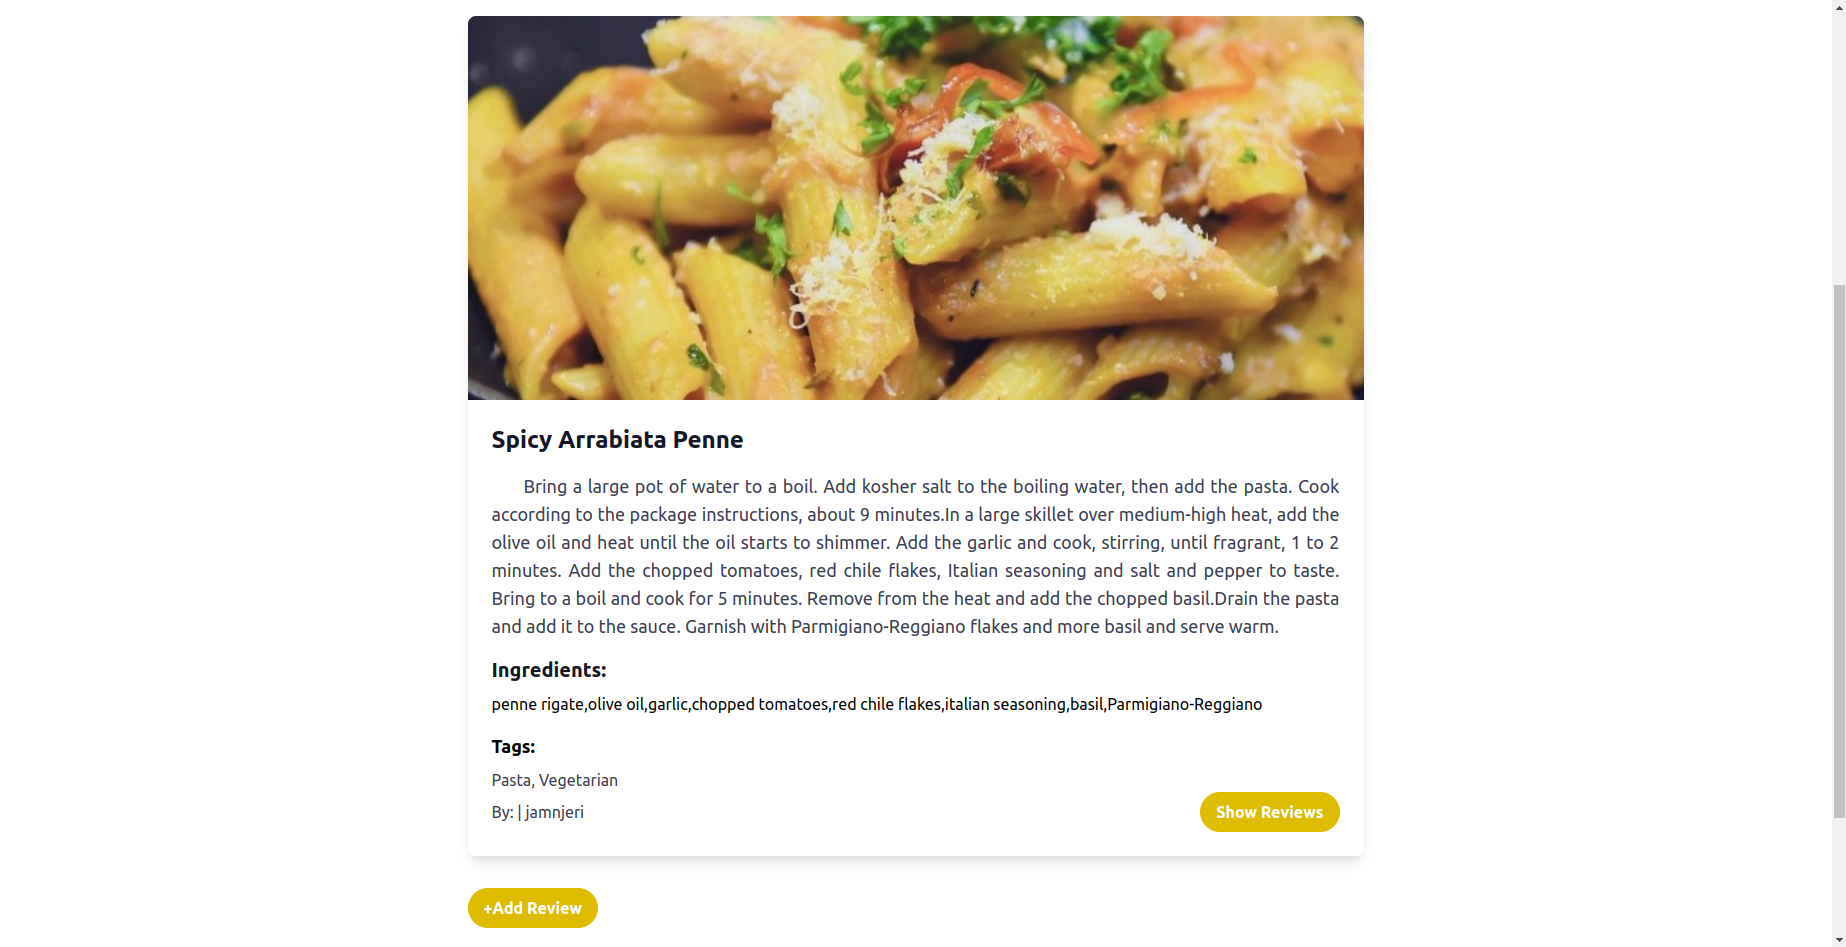 Spicy Arrabiata Penne
Bring a large pot of water to a boil. Add kosher salt to the boiling water, then add the pasta. Cook
according to the package instructions, about 9 minutes.In a large skillet over medium-high heat, add the
olive oil and heat until the oil starts to shimmer. Add the garlic and cook, stirring, until fragrant, 1 to 2
minutes. Add the chopped tomatoes, red chile flakes, Italian seasoning and salt and pepper to taste.
Bring to a boil and cook for 5 minutes. Remove from the heat and add the chopped basil.Drain the pasta
and add it to the sauce. Garnish with Parmigiano-Reggiano flakes and more basil and serve warm.
Ingredients:
penne rigate,olive oil,garlic,chopped tomatoes,red chile flakes,italian seasoning,basil,Parmigiano-Reggiano
Tags:
Pasta, Vegetarian
By: | jamnjeri
Show Reviews
+Add Review